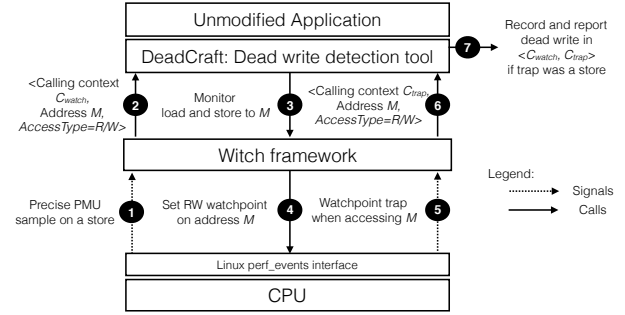 Unmodified Application
DeadCraft: Dead write detection tool
7
Record and report
dead write in
<Cwatch, Ctrap>
if trap was a store
<Calling context
Cwatch,
Address M,
AccessType=R/W>
2
Monitor
load and store to M
3
<Calling context Ctrap,
Address M,
AccessType=R/W>
6
Witch framework
Precise PMU
sample on a store
1
Set RW watchpoint
on address M
4
Watchpoint trap
when accessing M
5
Legend:
Signals
Calls
Linux perf_events interface
CPU